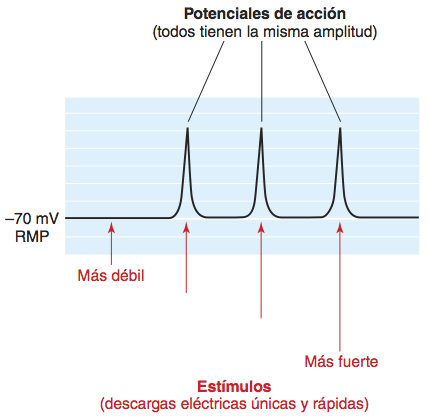 Potenciales de acción
(todos tienen la misma amplitud)
–70 mV
RMP
Más débil
Más fuerte
Estímulos
(descargas eléctricas únicas y rápidas)